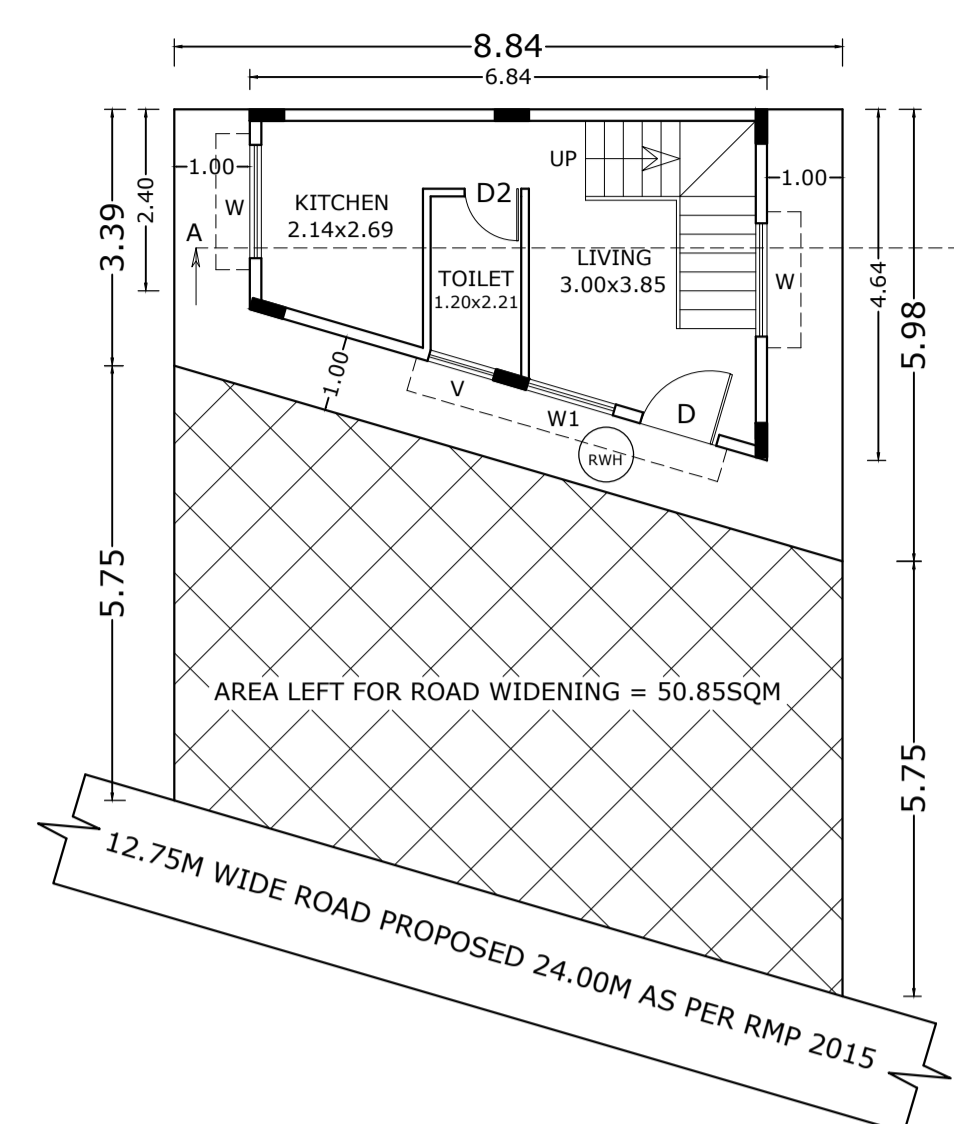 8.84
6.84
UP
1.00
1.00
D2
KITCHEN
2.14x2.69
2.40
W
3.39
A
LIVING
3.00x3.85
TOILET
1.20x2.21
W
4.64
5.98
1.00
V
W1
D
RWH
5.75
AREA LEFT FOR ROAD WIDENING = 50.85SQM
5.75
12.75M WIDE ROAD PROPOSED 24.00M AS PER RMP 2015